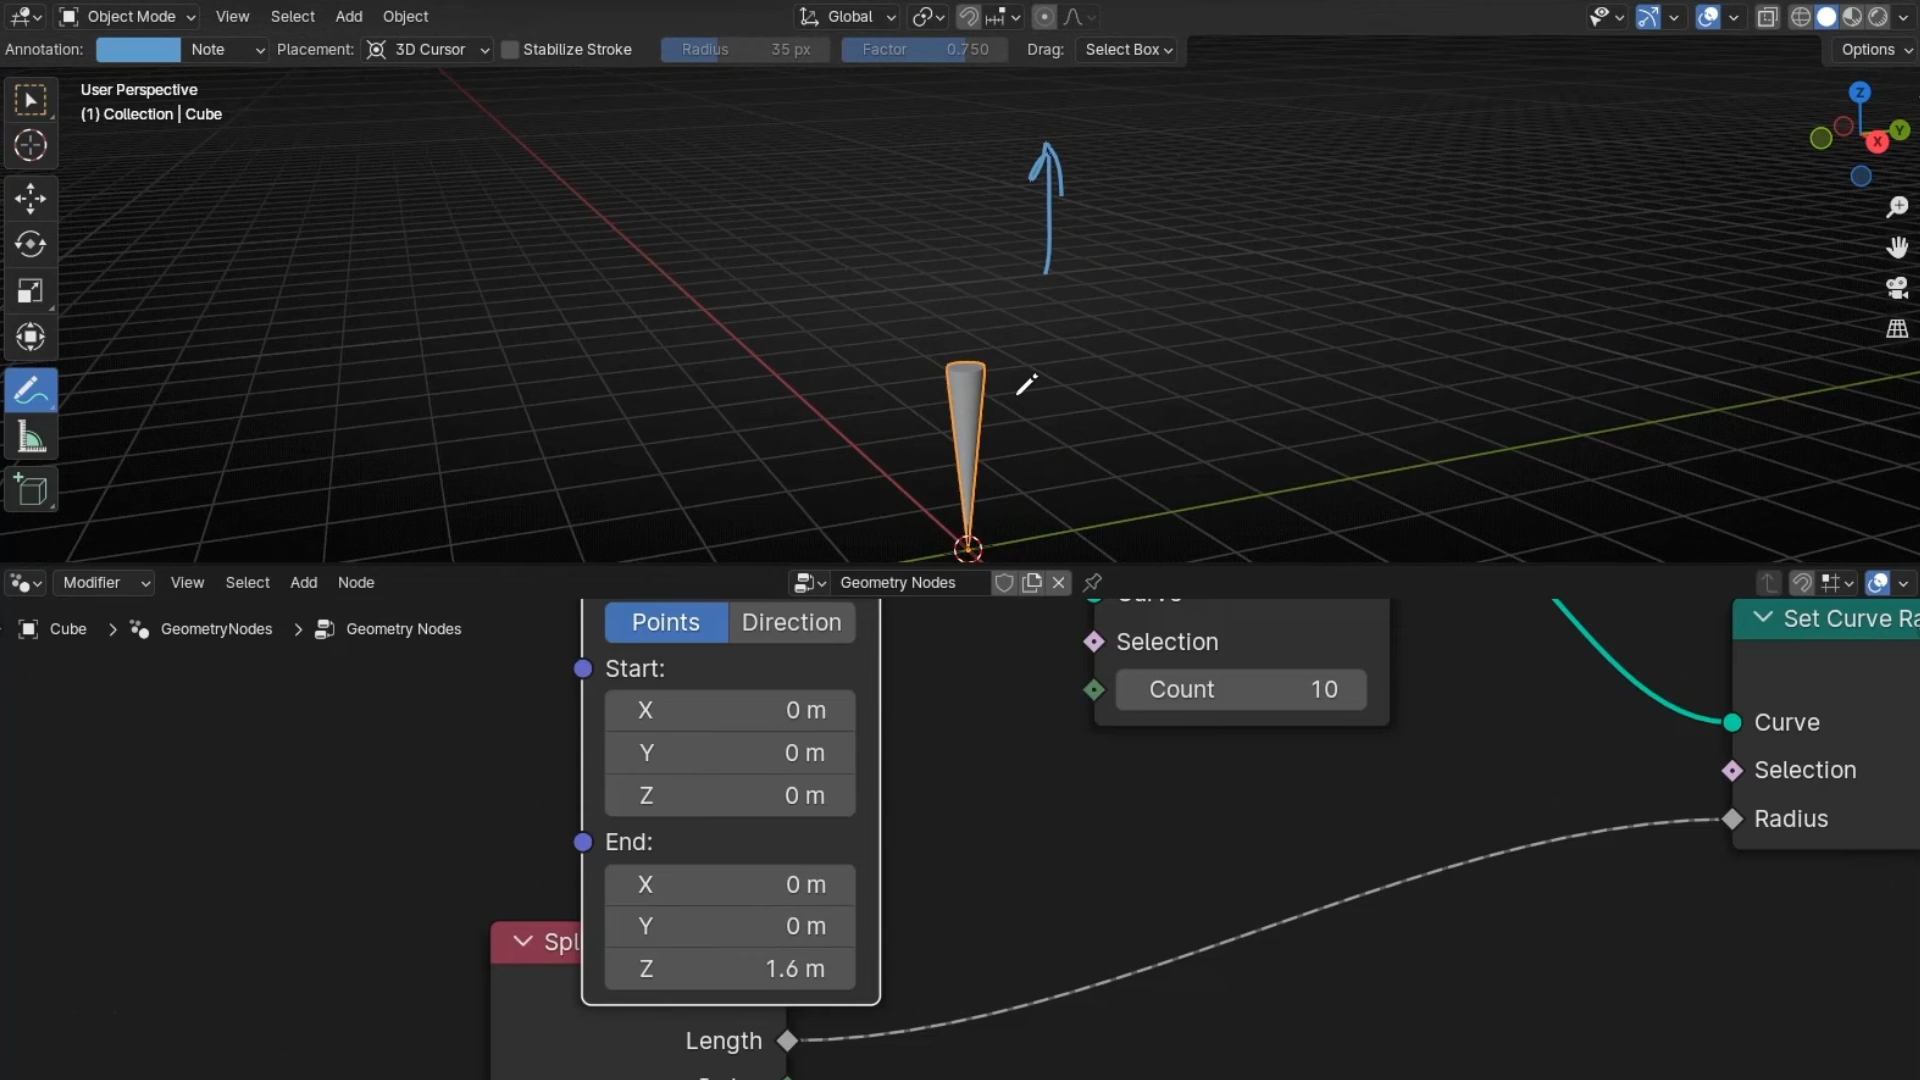 Object Mode View Select Add Object Global
Annotation: Note Placement: 3D Cursor Stabilize Stroke Radius 35 px Factor 0.750 Drag: Select Box Options
User Perspective
(1) Collection | Cube
Z
Y
X
Modifier View Select Add Node Geometry Nodes
Cube > GeometryNodes > Geometry Nodes
Points Direction
Start:
X 0 m
Y 0 m
Z 0 m
End:
X 0 m
Y 0 m
Z 1.6 m
Spl
Length
Selection
Count 10
Set Curve Ra
Curve
Selection
Radius